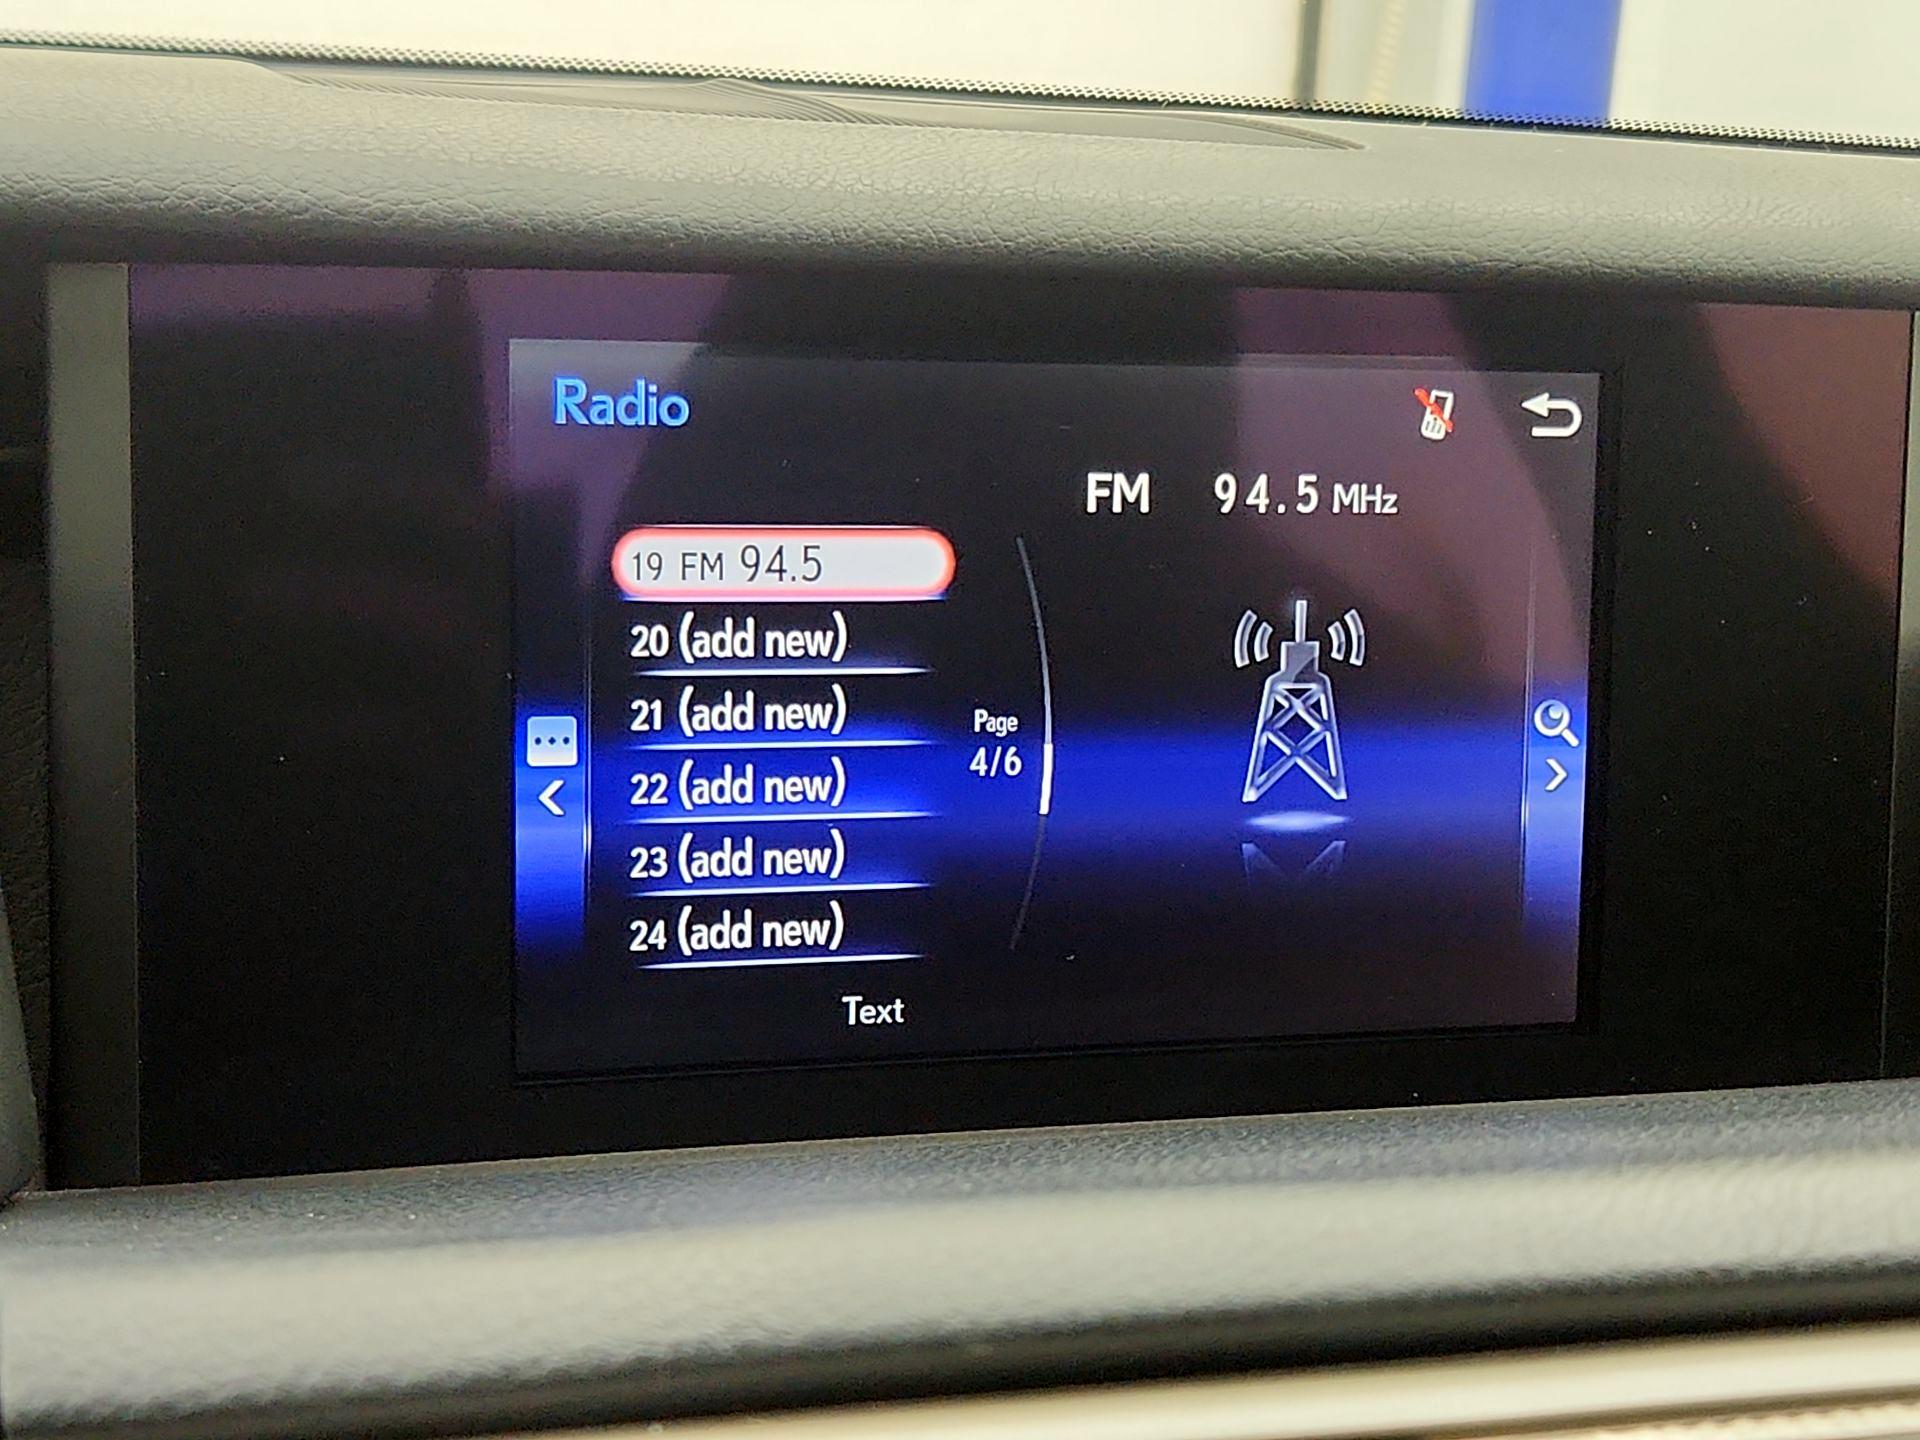 Radio
FM 94.5 MHz
19 FM 94.5
20 (add new)
21 (add new)
22 (add new)
23 (add new)
24 (add new)
Page
4/6
Text